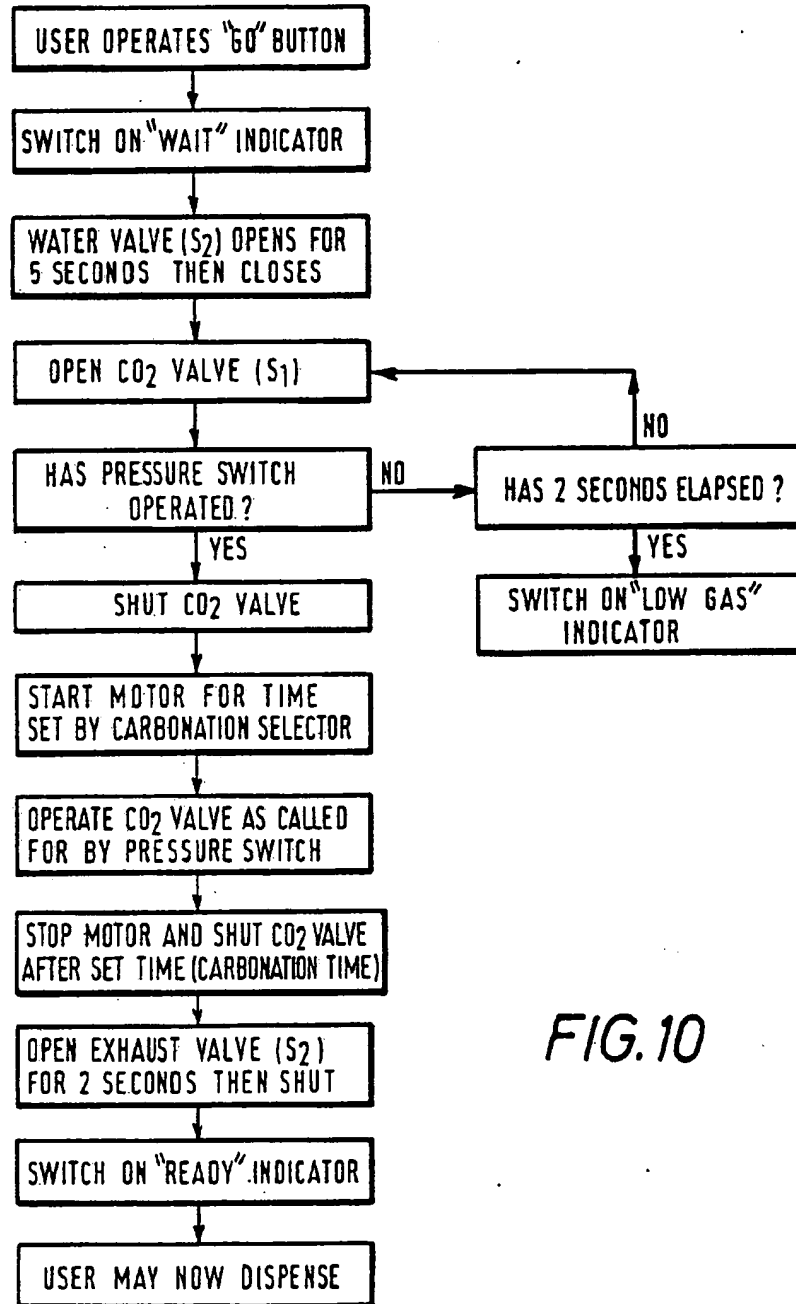 USER OPERATES "GO" BUTTON
SWITCH ON "WAIT" INDICATOR
WATER VALVE (S2) OPENS FOR
5 SECONDS THEN CLOSES
OPEN CO2 VALVE (S1)
HAS PRESSURE SWITCH
OPERATED?
NO
HAS 2 SECONDS ELAPSED?
NO
YES
SWITCH ON "LOW GAS"
INDICATOR
YES
SHUT CO2 VALVE
START MOTOR FOR TIME
SET BY CARBONATION SELECTOR
OPERATE CO2 VALVE AS CALLED
FOR BY PRESSURE SWITCH
STOP MOTOR AND SHUT CO2 VALVE
AFTER SET TIME (CARBONATION TIME)
OPEN EXHAUST VALVE (S2)
FOR 2 SECONDS THEN SHUT
SWITCH ON "READY" INDICATOR
USER MAY NOW DISPENSE
FIG. 10